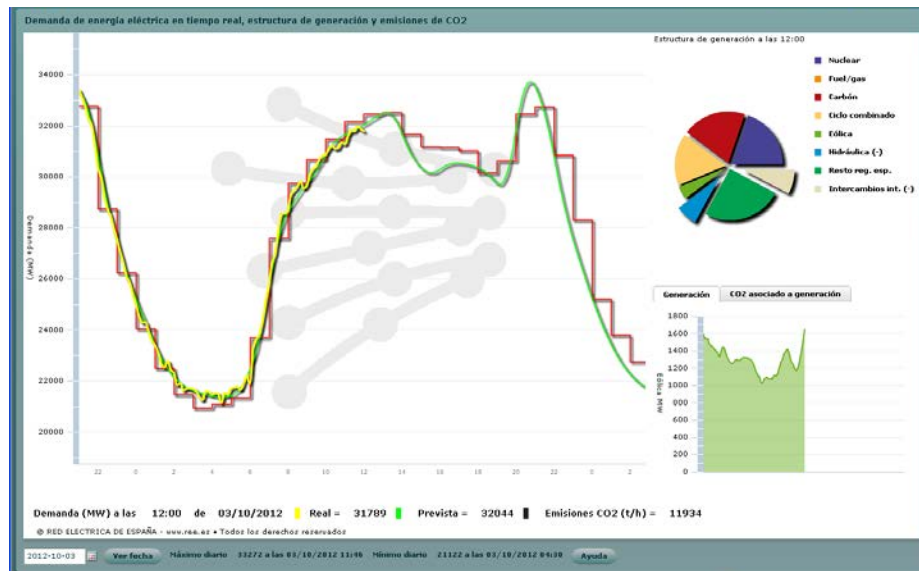 Demanda de energía eléctrica en tiempo real, estructura de generación y emisiones de CO2
Estructura de generación a las 12:00
34000
32000
30000
28000
26000
24000
22000
20000
Demanda (MW)
22
0
2
4
6
8
10
12
14
16
18
20
22
0
2
Nuclear
Fuel/gas
Carbón
Ciclo combinado
Eólica
Hidráulica (-)
Resto reg. esp.
Intercambios int. (-)
Generación
CO2 asociado a generación
1800
1600
1400
1200
1000
800
600
400
200
0
Eólica MW
Demanda (MW) a las 12:00 de 03/10/2012 Real = 31789 Prevista = 32044 Emisiones CO2 (t/h) = 11934
® RED ELECTRICA DE ESPAÑA - www.ree.es • Todos los derechos reservados
2012-10-03 Ver fecha Máximo diario 33272 a las 03/10/2012 11:46 Mínimo diario 21122 a las 03/10/2012 04:30 Ayuda